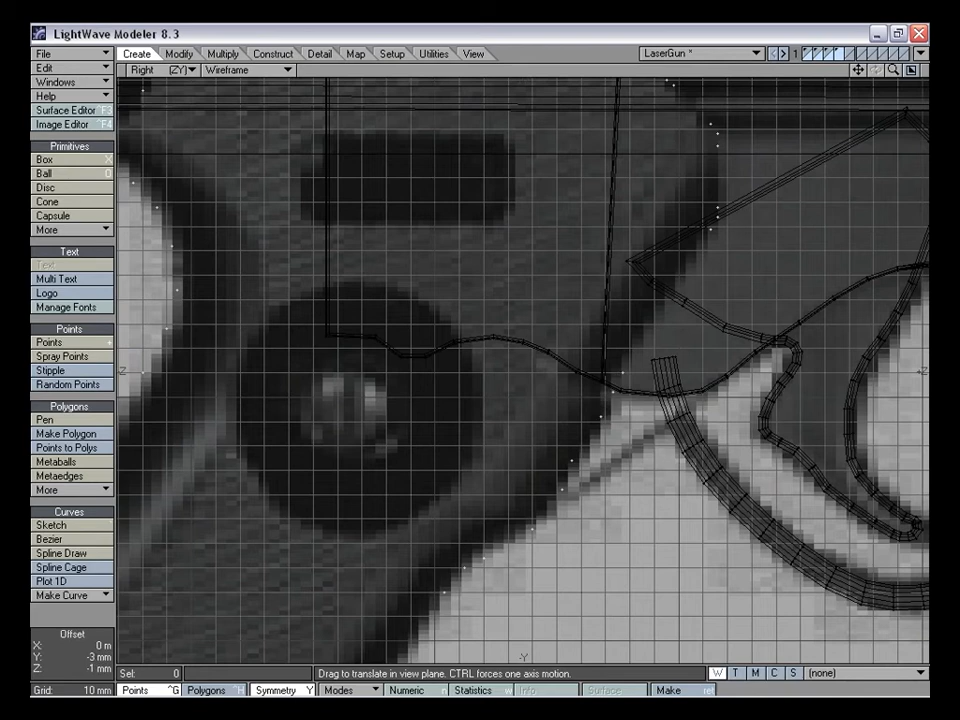 LightWave Modeler 8.3
File
Create Modify Multiply Construct Detail Map Setup Utilities View
LaserGun *
1
Edit
Right (ZY) Wireframe
Windows
Help
Surface Editor F3
Image Editor ^F4
Primitives
Box X
Ball O
Disc
Cone
Capsule
More
Text
Text
Multi Text
Logo
Manage Fonts
Points
Points +
Spray Points
Stipple
Random Points
Z
Z
Polygons
Pen
Make Polygon
Points to Polys
Metaballs
Metaedges
More
Curves
Sketch
Bezier
Spline Draw
Spline Cage
Plot 1D
Make Curve
Offset
X: 0 m
Y: -3 mm
-Y
Z: -1 mm
Sel: 0
Drag to translate in view plane. CTRL forces one axis motion.
W T M C S (none)
Grid: 10 mm
Points ^G
Polygons ^H
Symmetry Y
Modes
Numeric n
Statistics w
Info
Surface
Make ret